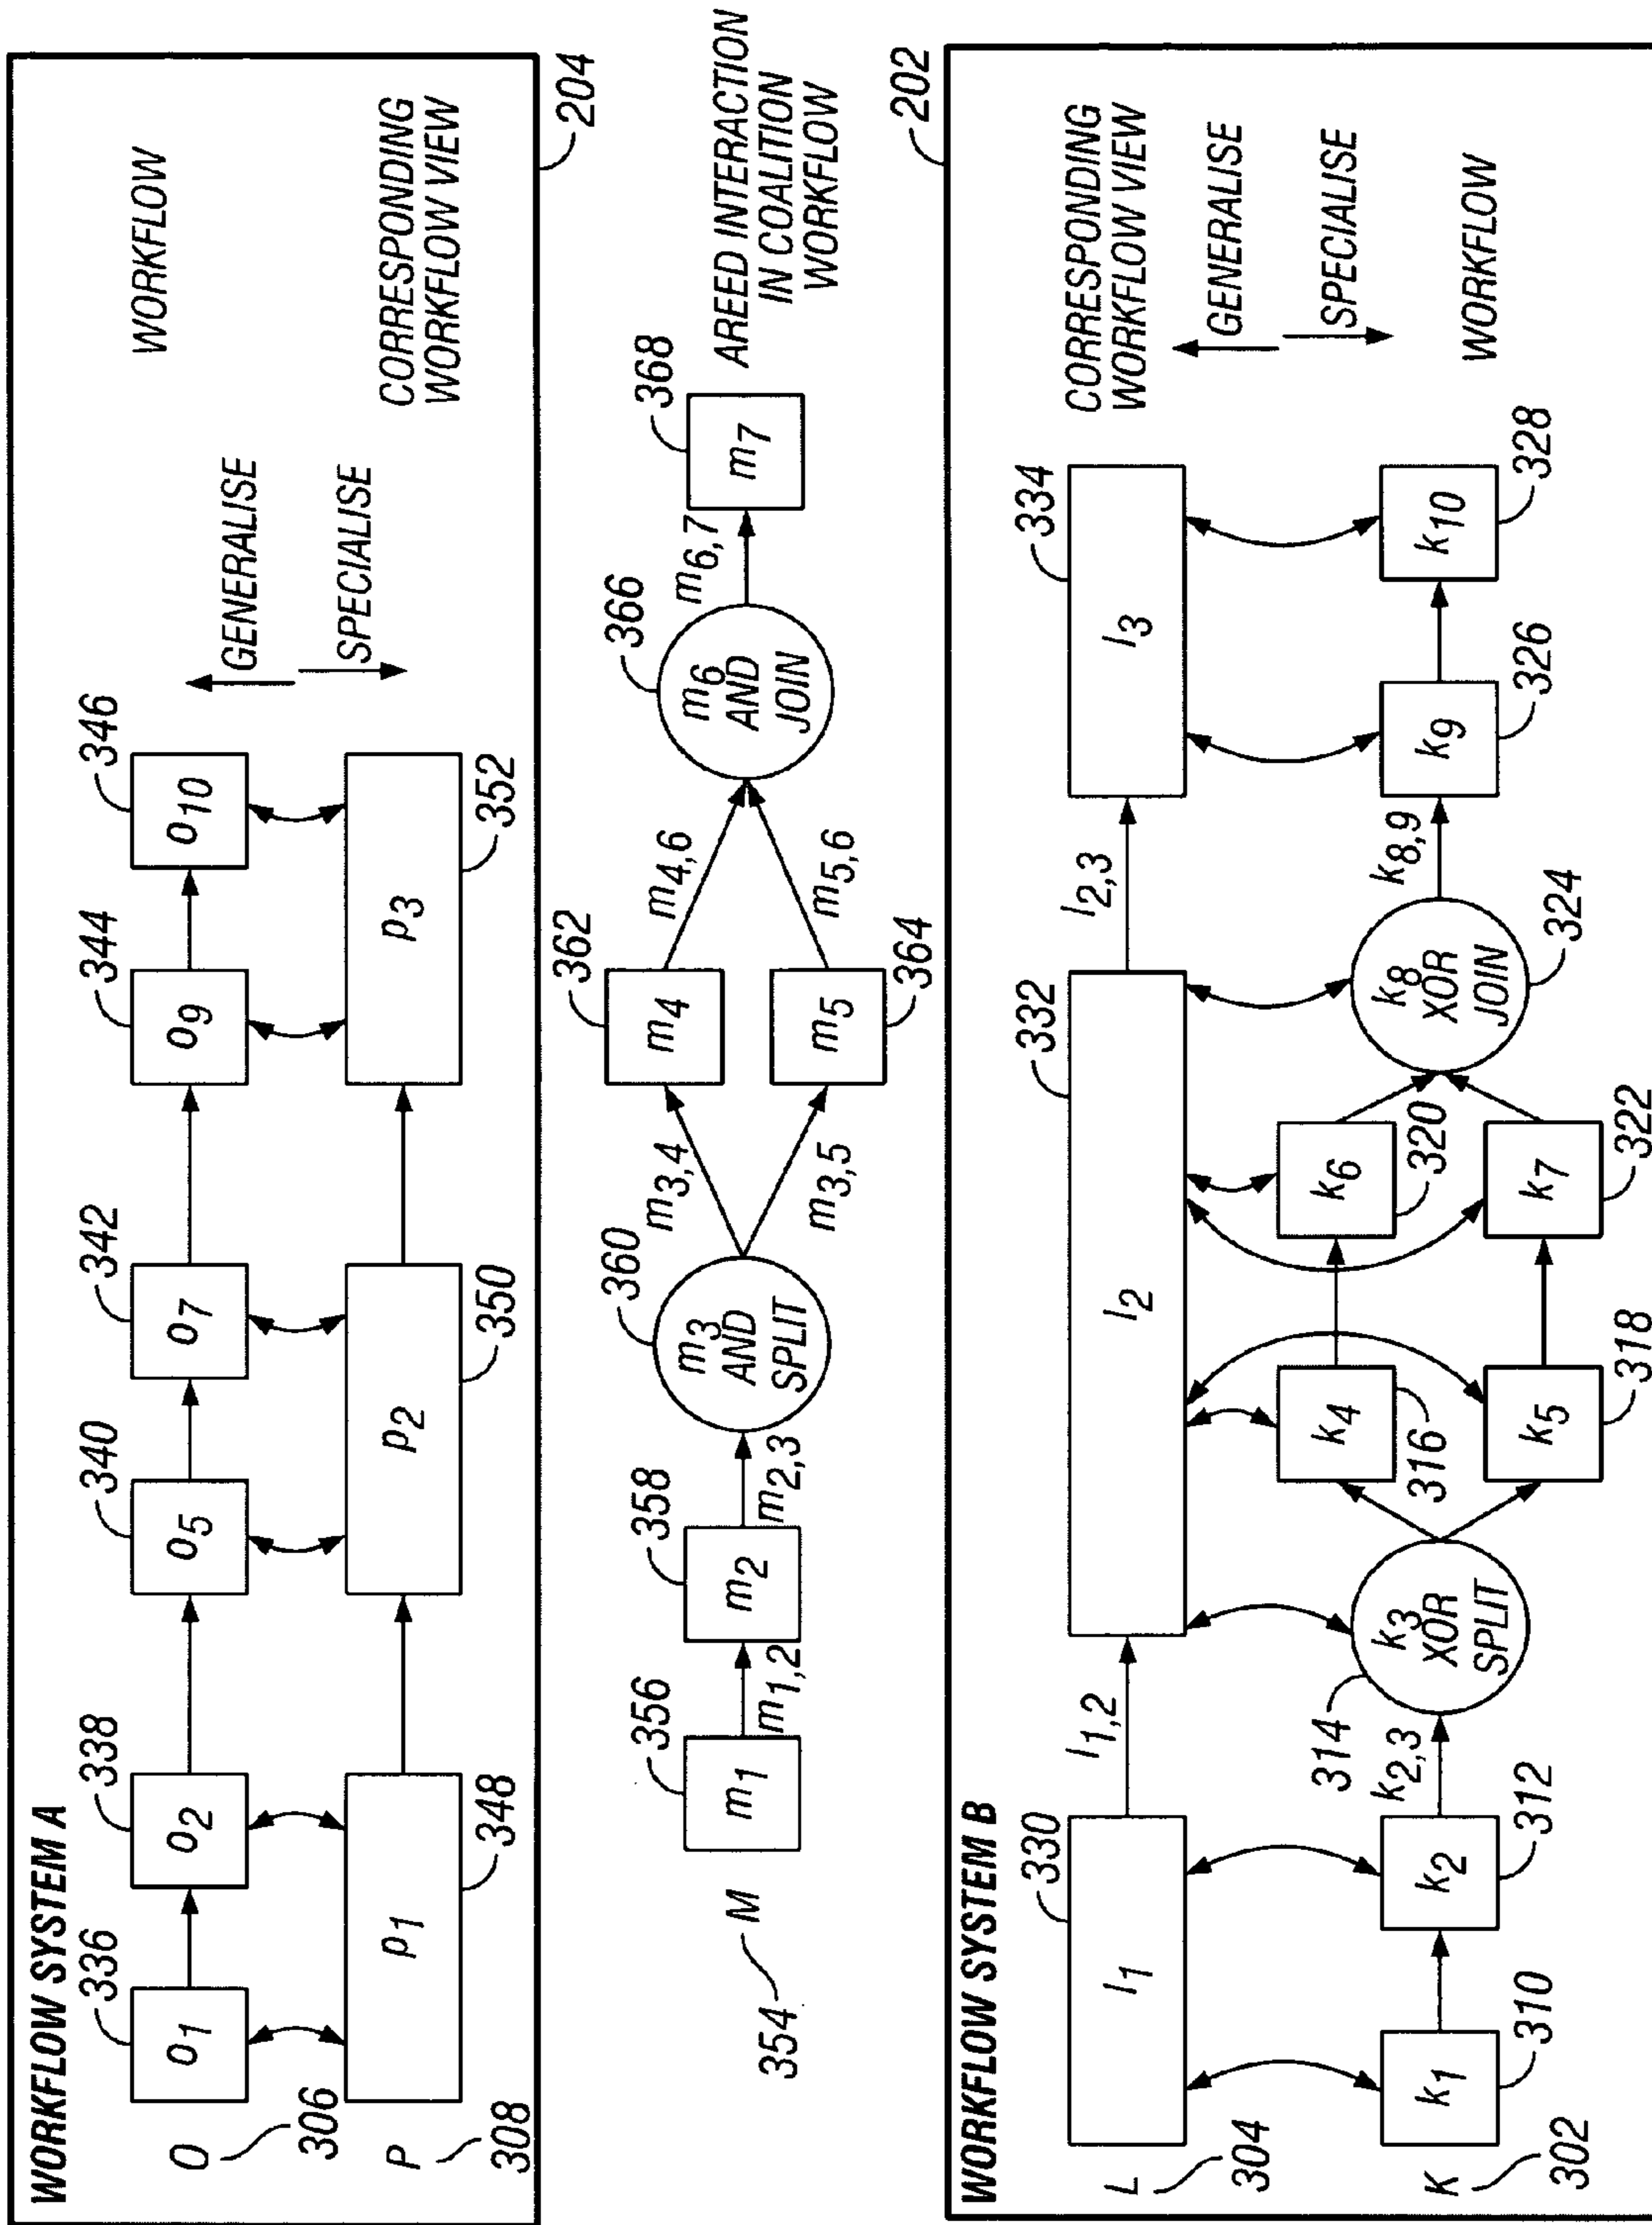 WORKFLOW SYSTEM A
336
338
340
342
344
346
O
306
o1
o2
o5
o7
o9
o10
WORKFLOW
GENERALISE
SPECIALISE
P
308
p1
p2
p3
348
350
352
CORRESPONDING
WORKFLOW VIEW
204
M
354
356
m1
m1,2
358
m2
m2,3
360
m3
AND
SPLIT
m3,4
m3,5
362
m4
364
m5
m4,6
m5,6
366
m6
AND
JOIN
m6,7
368
m7
AREED INTERACTION
IN COALITION
WORKFLOW
202
WORKFLOW SYSTEM B
330
332
334
L
304
l1
l1,2
l2
l2,3
l3
CORRESPONDING
WORKFLOW VIEW
GENERALISE
SPECIALISE
WORKFLOW
K
302
k1
310
k2
312
k2,3
314
k3
XOR
SPLIT
k4
316
k5
318
k6
320
k7
322
k8
XOR
JOIN
324
k8,9
k9
326
k10
328